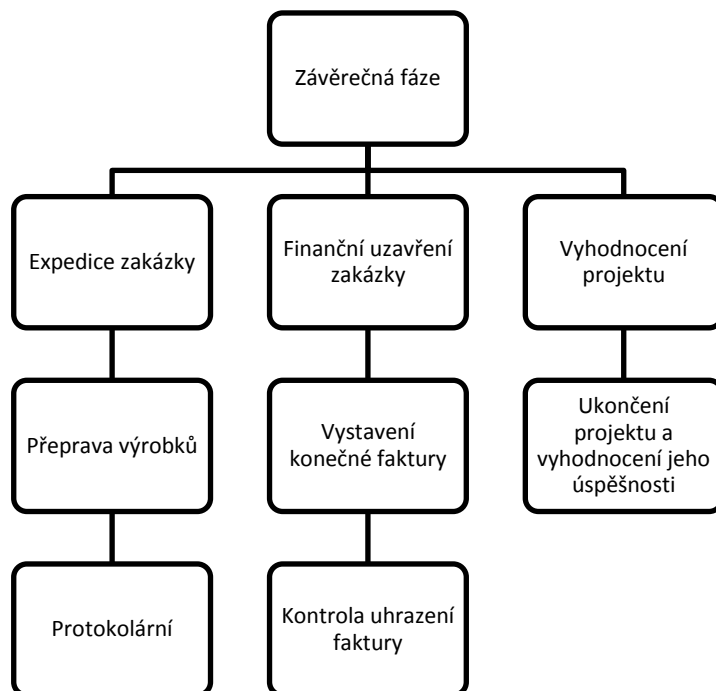 Závěrečná fáze
Expedice zakázky
Finanční uzavření
zakázky
Vyhodnocení
projektu
Přeprava výrobků
Vystavení
konečné faktury
Ukončení
projektu a
vyhodnocení jeho
úspěšnosti
Protokolární
Kontrola uhrazení
faktury